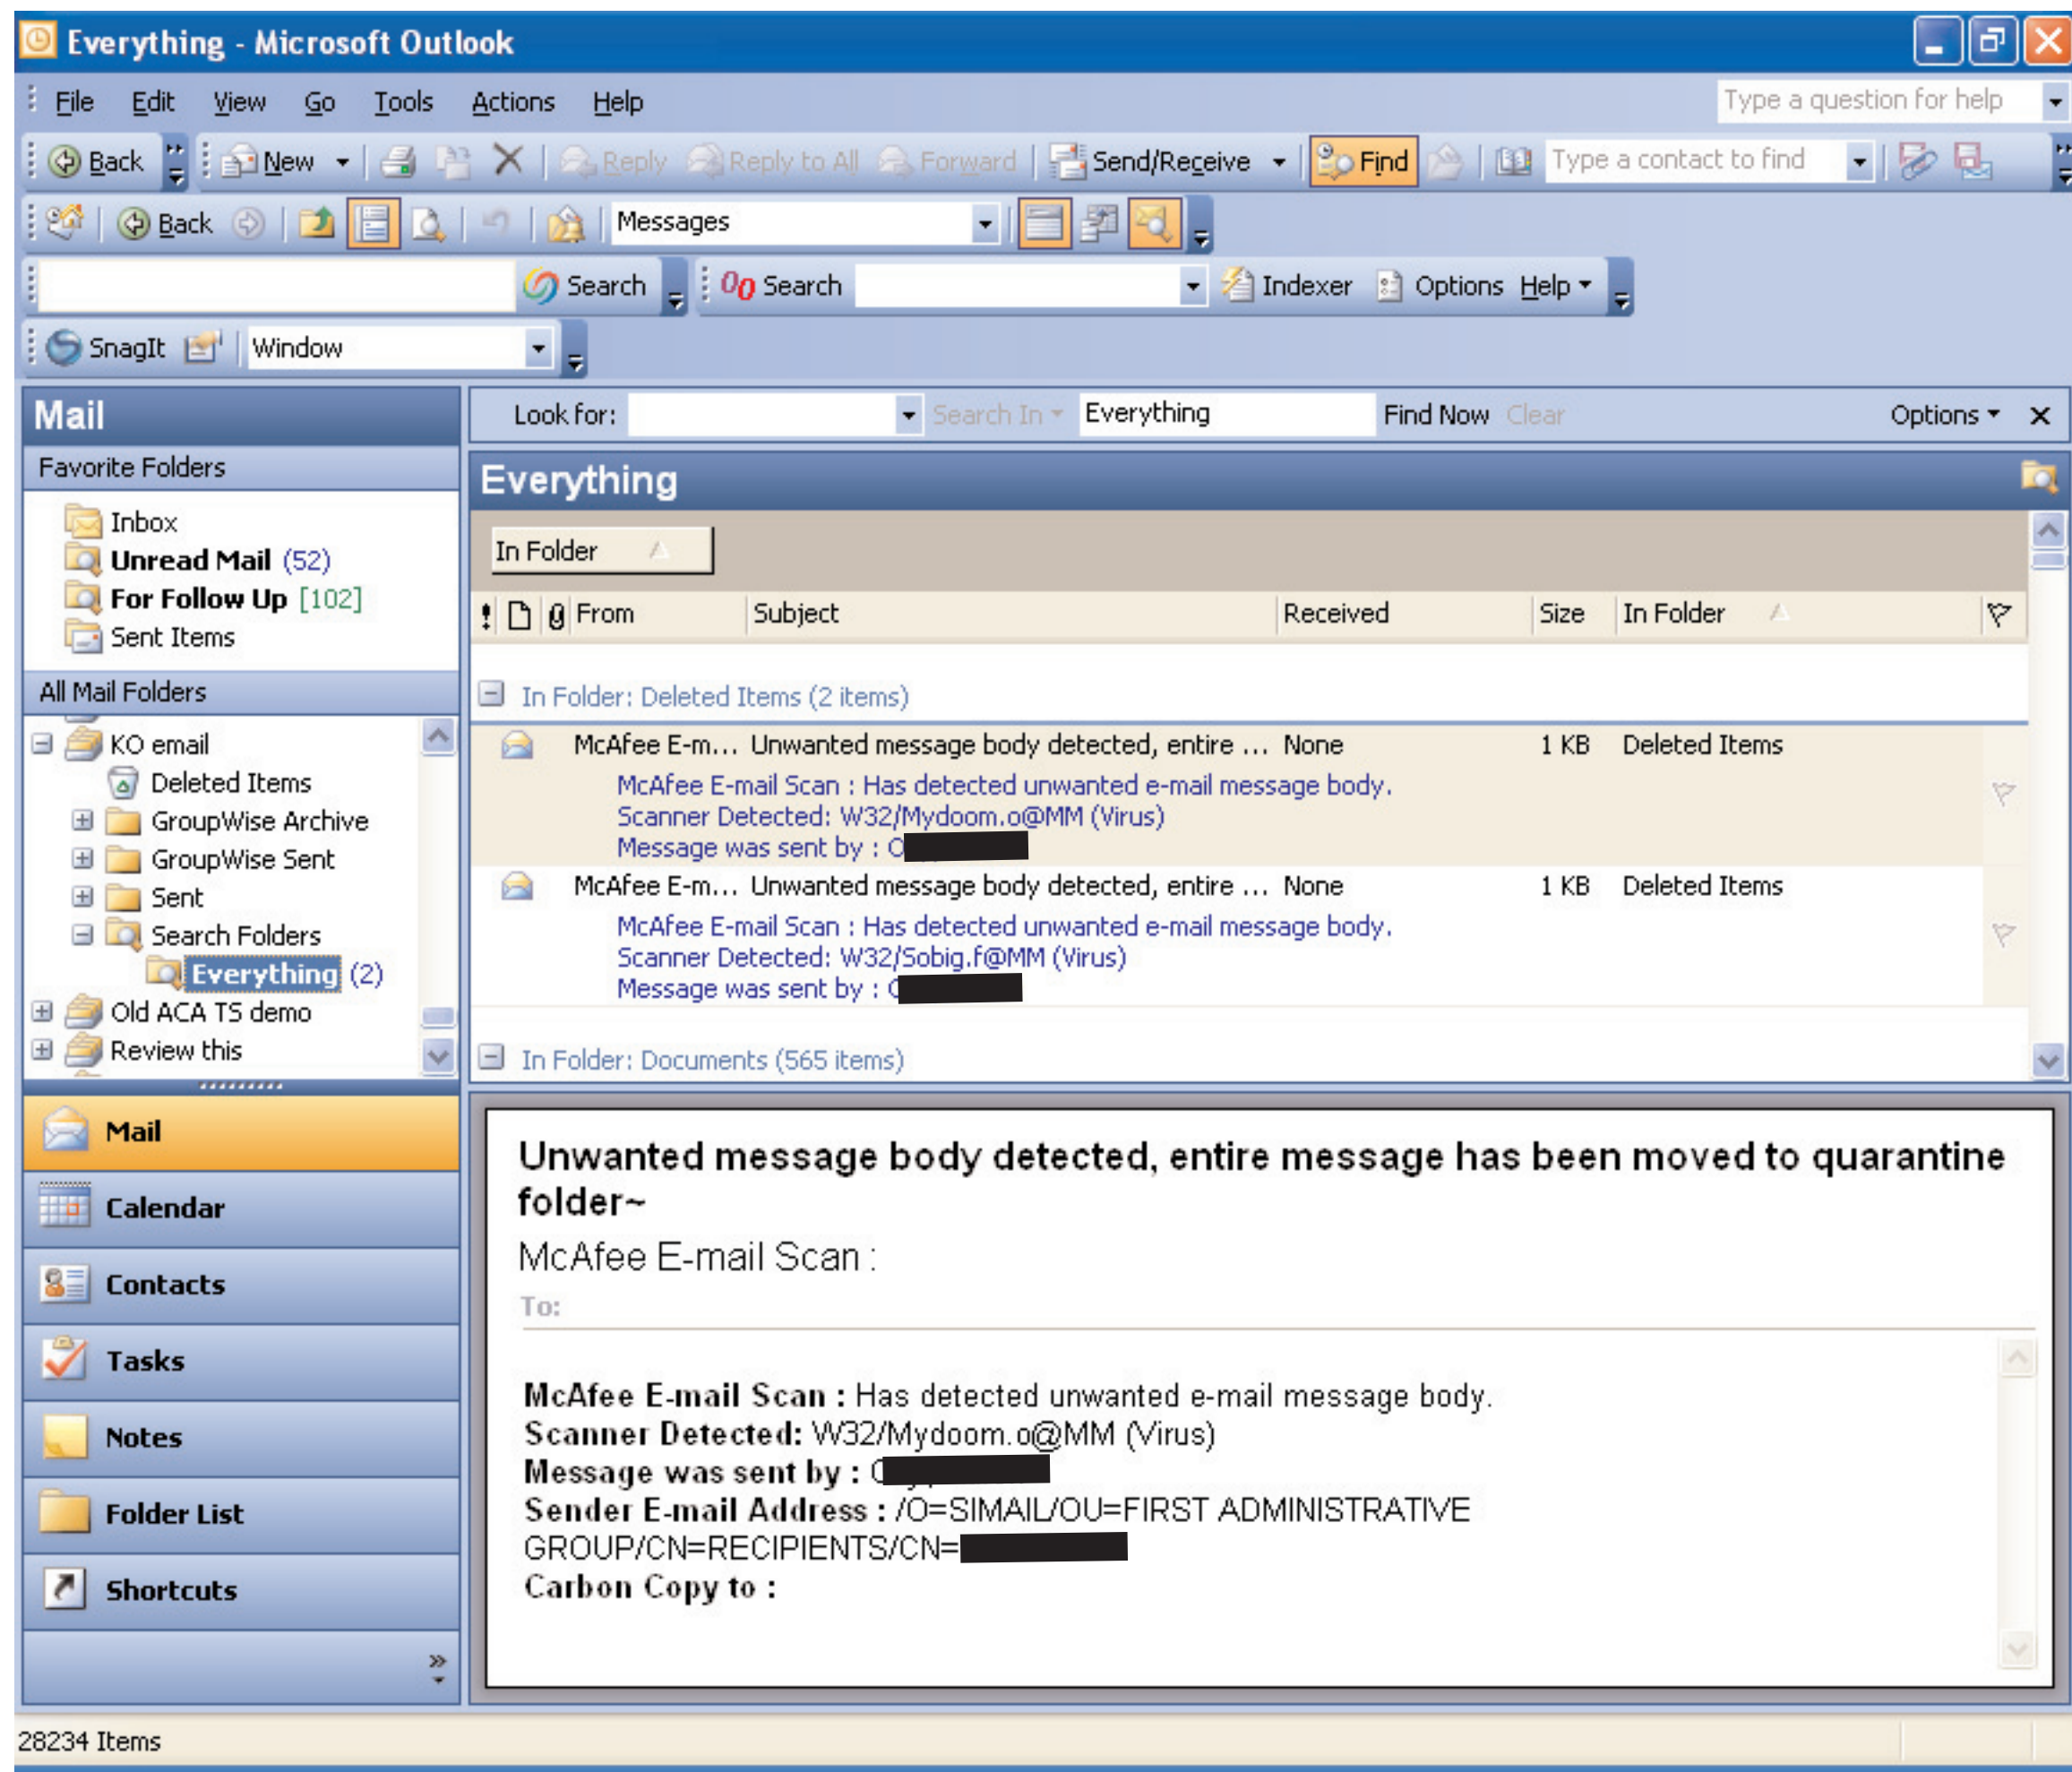 Everything - Microsoft Outlook
File Edit View Go Tools Actions Help Type a question for help
Back New Reply Reply to All Forward Send/Receive Find Type a contact to find
Back Messages
Search Search Indexer Options Help
SnagIt Window
Mail
Favorite Folders
Inbox
Unread Mail (52)
For Follow Up [102]
Sent Items
All Mail Folders
KO email
Deleted Items
GroupWise Archive
GroupWise Sent
Sent
Search Folders
Everything (2)
Old ACA TS demo
Review this
Mail
Calendar
Contacts
Tasks
Notes
Folder List
Shortcuts
Look for: Search In Everything Find Now Clear Options
Everything
In Folder
From Subject Received Size In Folder
In Folder: Deleted Items (2 items)
McAfee E-m... Unwanted message body detected, entire ... None 1 KB Deleted Items
McAfee E-mail Scan : Has detected unwanted e-mail message body.
Scanner Detected: W32/Mydoom.o@MM (Virus)
Message was sent by :
McAfee E-m... Unwanted message body detected, entire ... None 1 KB Deleted Items
McAfee E-mail Scan : Has detected unwanted e-mail message body.
Scanner Detected: W32/Sobig.f@MM (Virus)
Message was sent by :
In Folder: Documents (565 items)
Unwanted message body detected, entire message has been moved to quarantine
folder~
McAfee E-mail Scan :
To:
McAfee E-mail Scan : Has detected unwanted e-mail message body.
Scanner Detected: W32/Mydoom.o@MM (Virus)
Message was sent by :
Sender E-mail Address : /O=SIMAIL/OU=FIRST ADMINISTRATIVE
GROUP/CN=RECIPIENTS/CN=
Carbon Copy to :
28234 Items